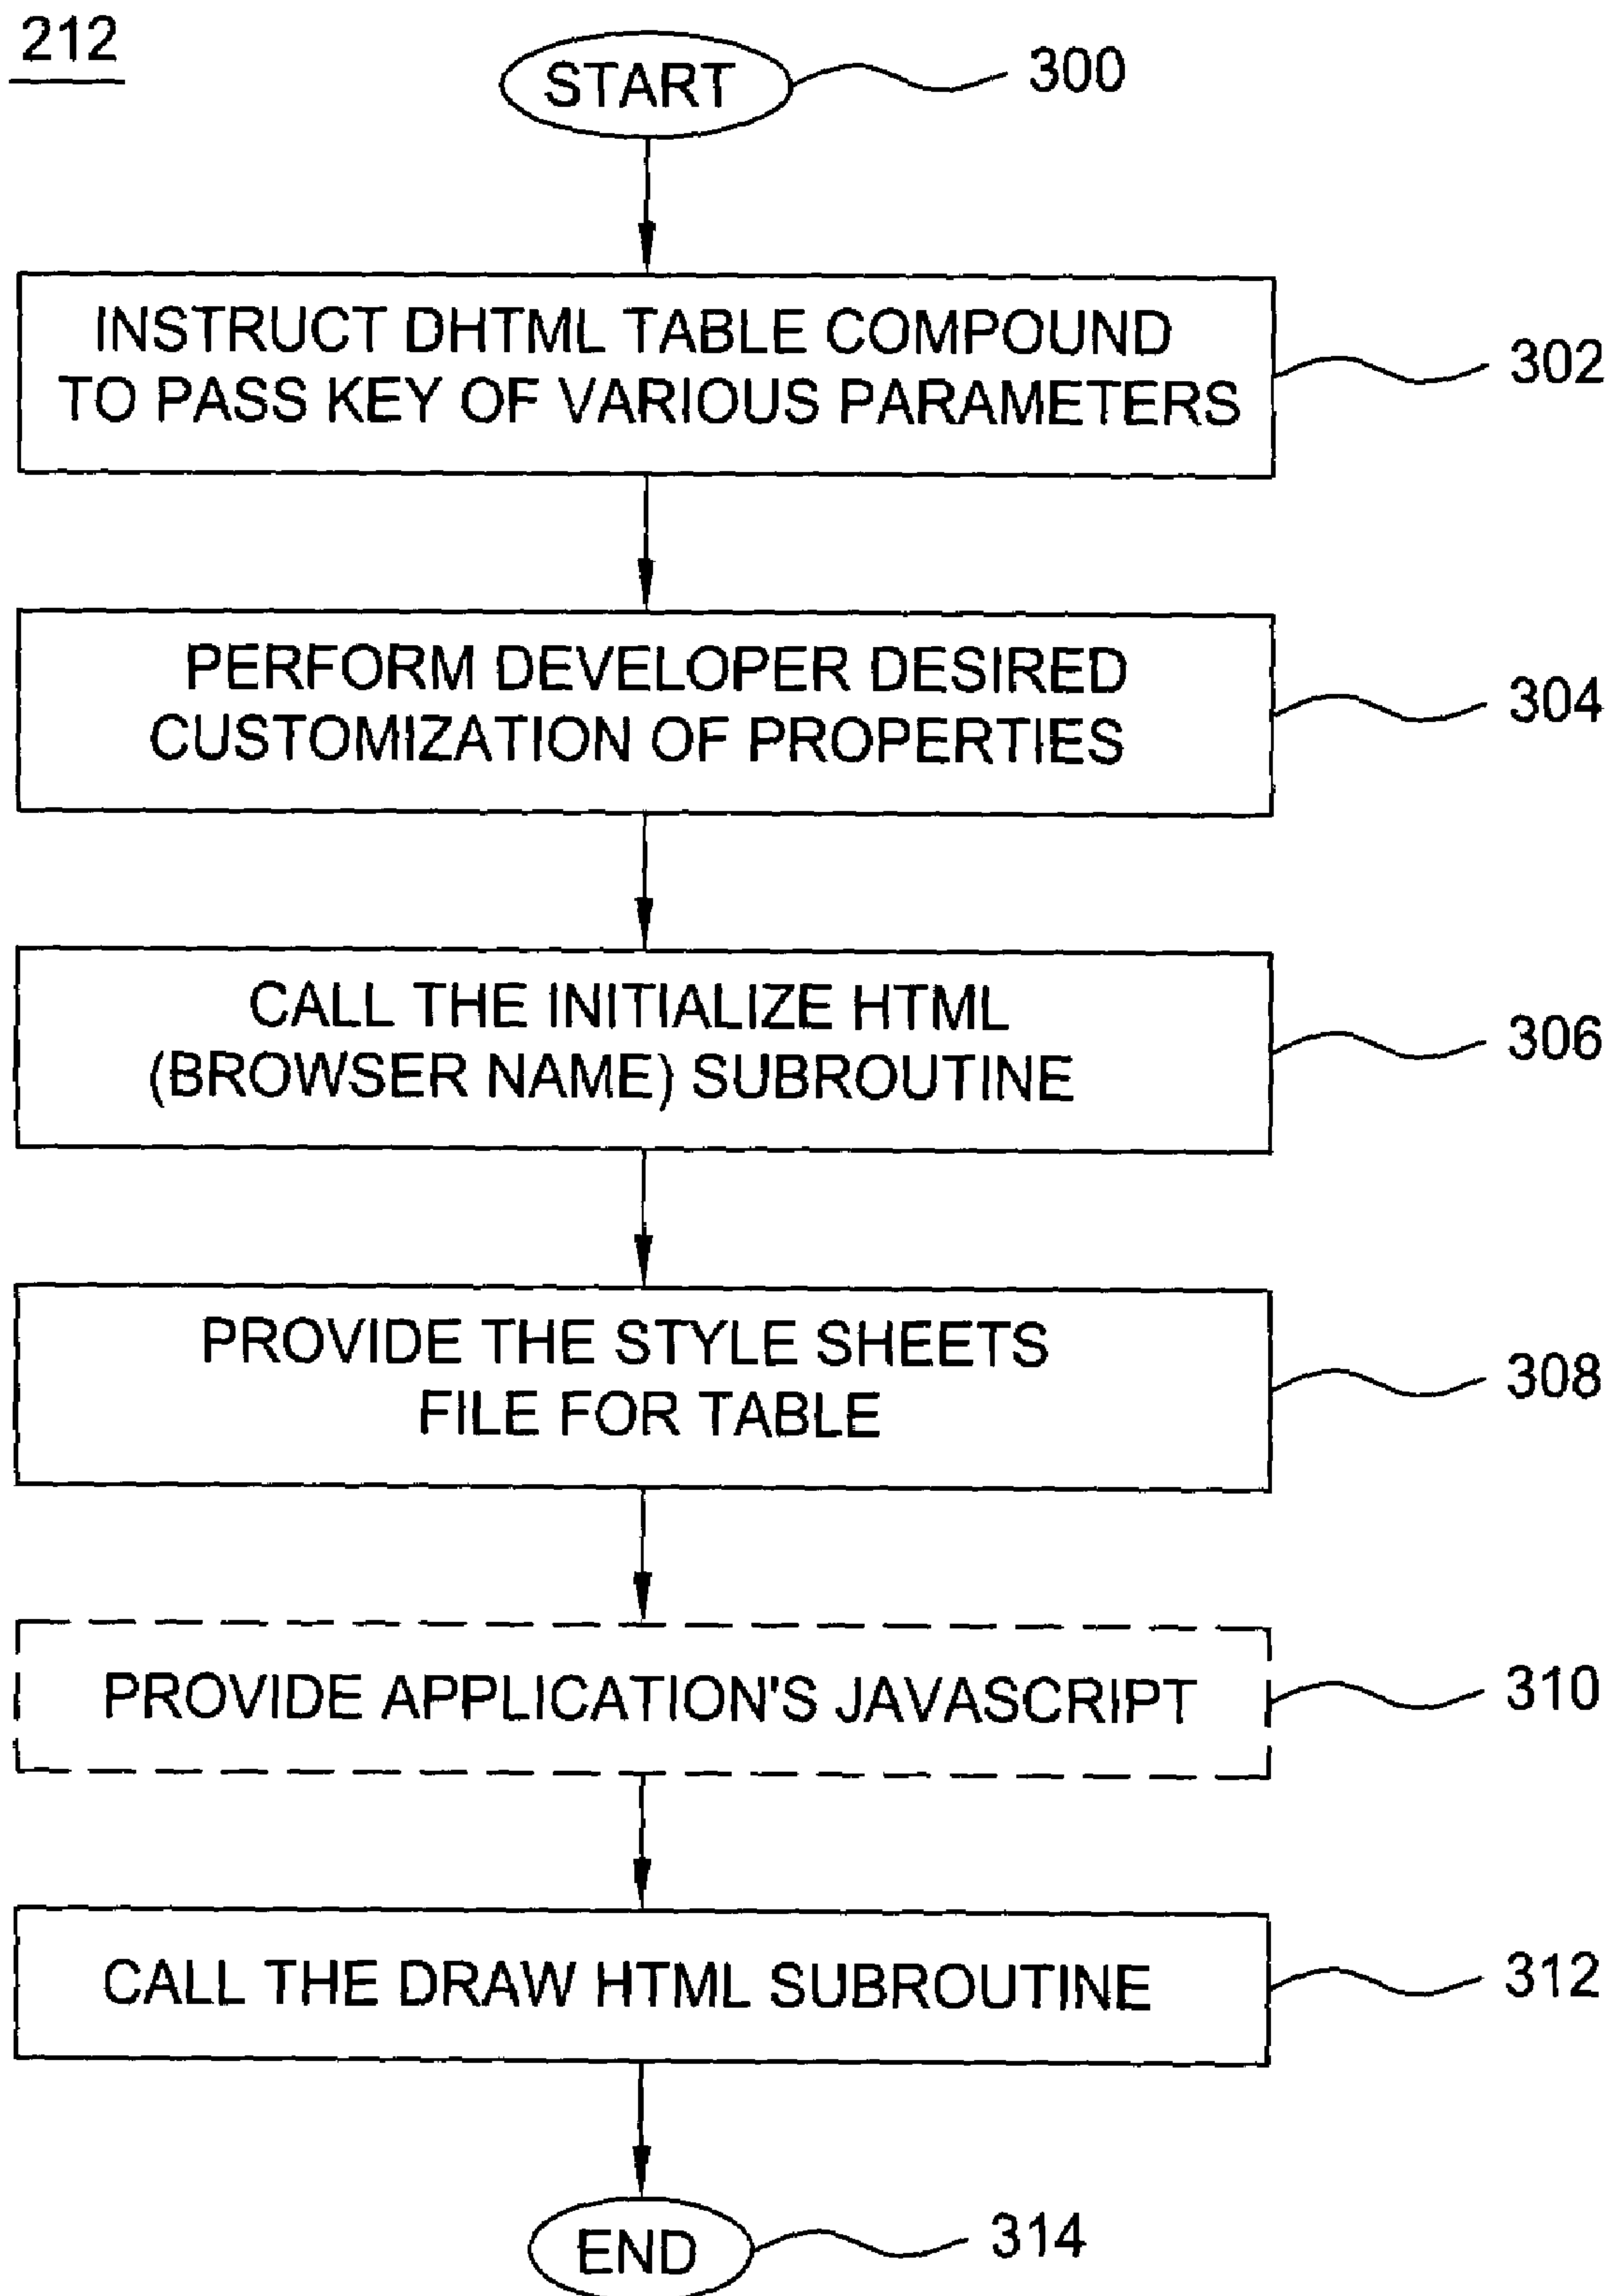 212
START
300
INSTRUCT DHTML TABLE COMPOUND
TO PASS KEY OF VARIOUS PARAMETERS
302
PERFORM DEVELOPER DESIRED
CUSTOMIZATION OF PROPERTIES
304
CALL THE INITIALIZE HTML
(BROWSER NAME) SUBROUTINE
306
PROVIDE THE STYLE SHEETS
FILE FOR TABLE
308
PROVIDE APPLICATION'S JAVASCRIPT
310
CALL THE DRAW HTML SUBROUTINE
312
END
314